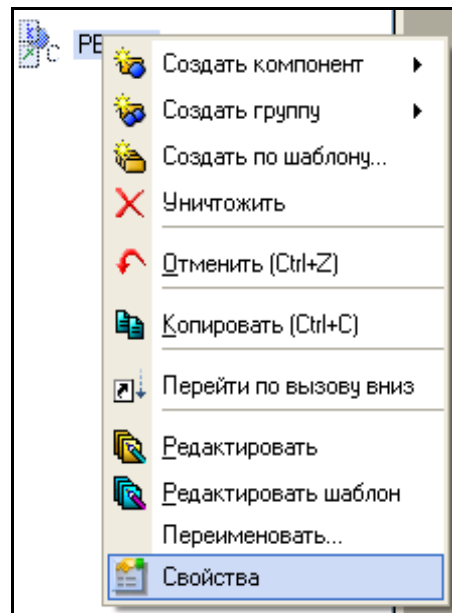 РЕ
Создать компонент
Создать группу
Создать по шаблону...
Уничтожить
Отменить (Ctrl+Z)
Копировать (Ctrl+C)
Перейти по вызову вниз
Редактировать
Редактировать шаблон
Переименовать...
Свойства